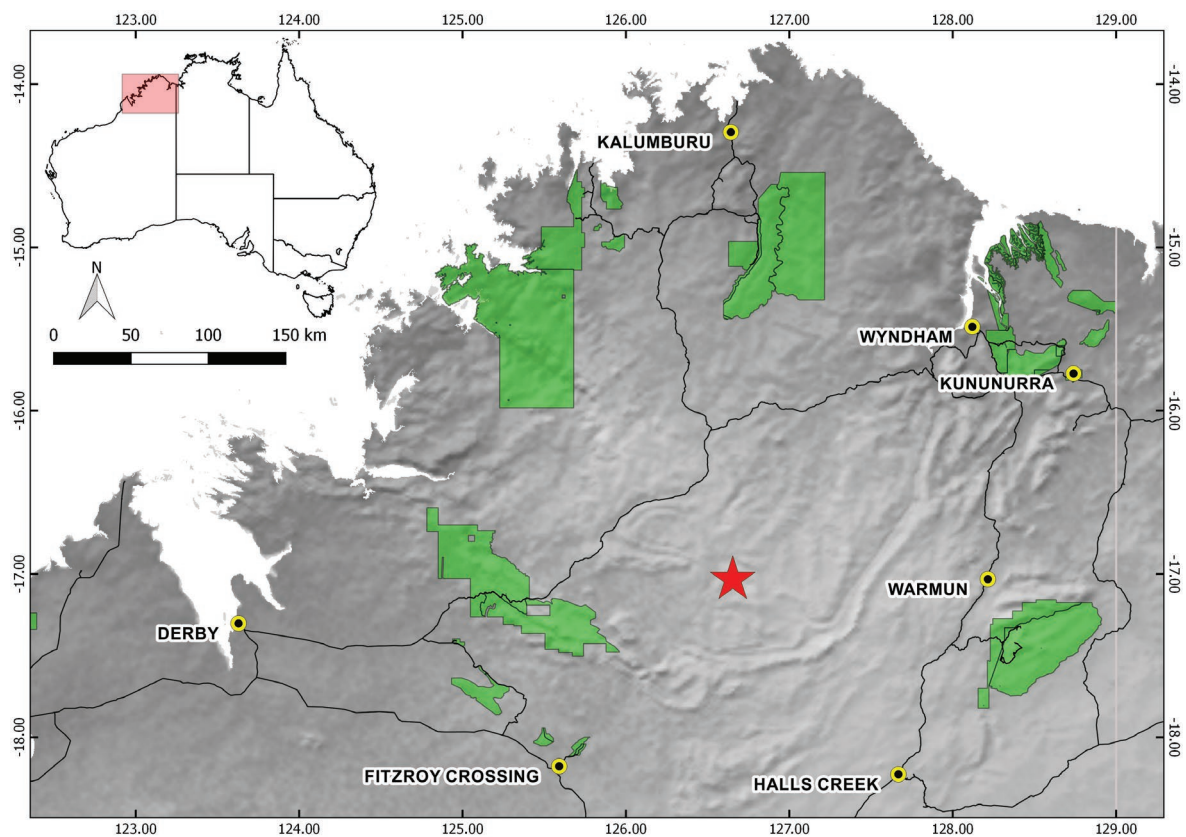 123.00 124.00 125.00 126.00 127.00 128.00 129.00
-14.00
-14.00
KALUMBURU
-15.00
-15.00
N
0 50 100 150 km
WYNDHAM
KUNUNURRA
-16.00
-16.00
-17.00
-17.00
WARMUN
DERBY
-18.00
-18.00
FITZROY CROSSING
HALLS CREEK
123.00 124.00 125.00 126.00 127.00 128.00 129.00